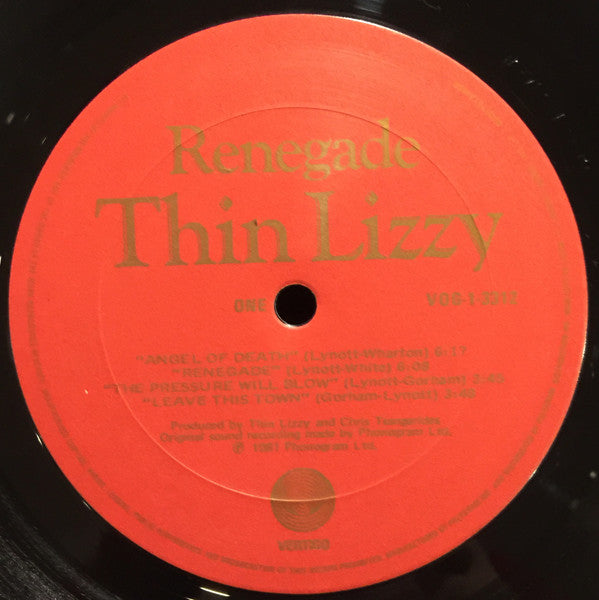 Renegade
Thin Lizzy
ONE VOG-1-3312
"ANGEL OF DEATH" (Lynott-Wharton) 6:17
"RENEGADE" (Lynott-White) 6:08
"THE PRESSURE WILL BLOW" (Lynott-Gorham) 3:45
"LEAVE THIS TOWN" (Gorham-Lynott) 3:48
Produced by Thin Lizzy and Chris Tsangarides
Original sound recording made by Phonogram Ltd.
℗ 1981 Phonogram Ltd.
VERTIGO